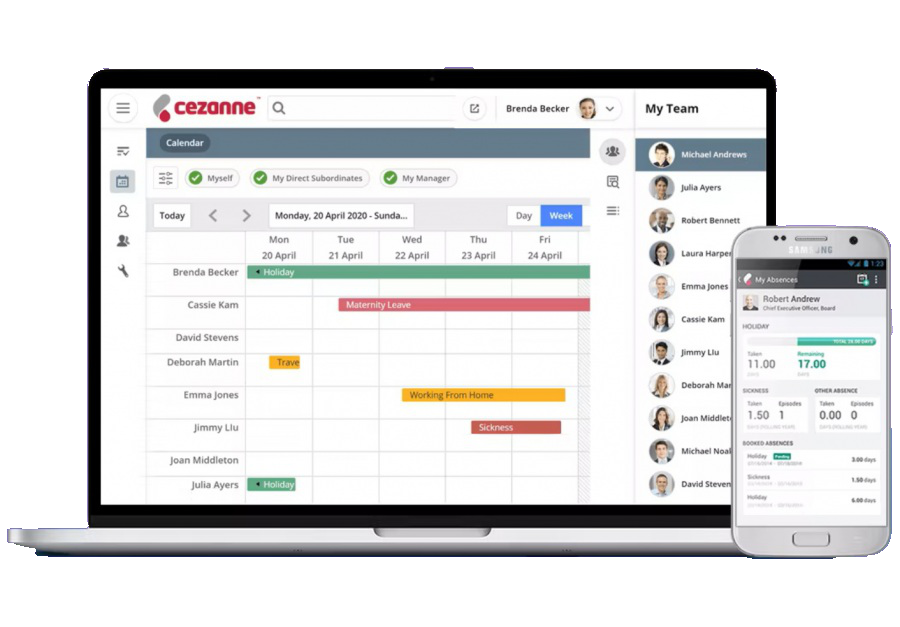 cezanne™
Brenda Becker
My Team
Calendar
Myself
My Direct Subordinates
My Manager
Today
Monday, 20 April 2020 - Sunda...
Day
Week
Mon
20 April
Tue
21 April
Wed
22 April
Thu
23 April
Fri
24 April
Brenda Becker
Holiday
Cassie Kam
Maternity Leave
David Stevens
Deborah Martin
Trave
Emma Jones
Working From Home
Jimmy LIu
Sickness
Joan Middleton
Julia Ayers
Holiday
Michael Andrews
Julia Ayers
Robert Bennett
Laura Harper
Emma Jones
Cassie Kam
Jimmy LIu
Deborah Mar
Joan Middlet
Michael Noal
David Steven
SAMSUNG
1:23
My Absences
Robert Andrew
Chief Executive Officer, Board
HOLIDAY
TOTAL 28.00 DAYS
Taken
Remaining
11.00
17.00
DAYS
DAYS
SICKNESS
OTHER ABSENCE
Taken
Episodes
Taken
Episodes
1.50
1
0.00
0
DAYS (ROLLING YEAR)
DAYS (ROLLING YEAR)
BOOKED ABSENCES
Holiday
Pending
3.00 days
Sickness
1.50 days
Holiday
6.00 days